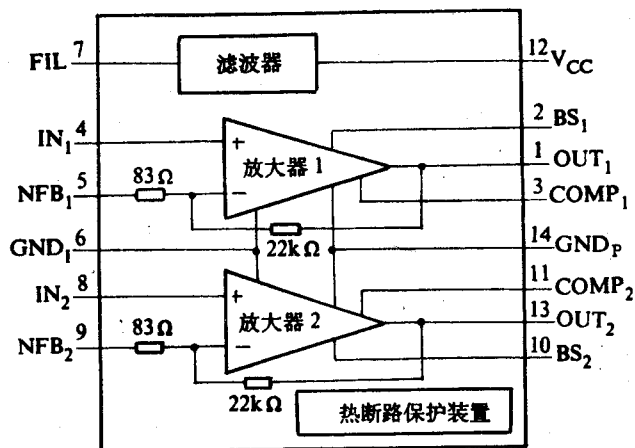 FIL 7
滤波器
12 VCC
IN1 4
+
放大器 1
2 BS1
1 OUT1
NFB1 5
83Ω
−
3 COMP1
22kΩ
GND1 6
14 GNDP
IN2 8
+
放大器 2
11 COMP2
13 OUT2
NFB2 9
83Ω
−
10 BS2
22kΩ
热断路保护装置